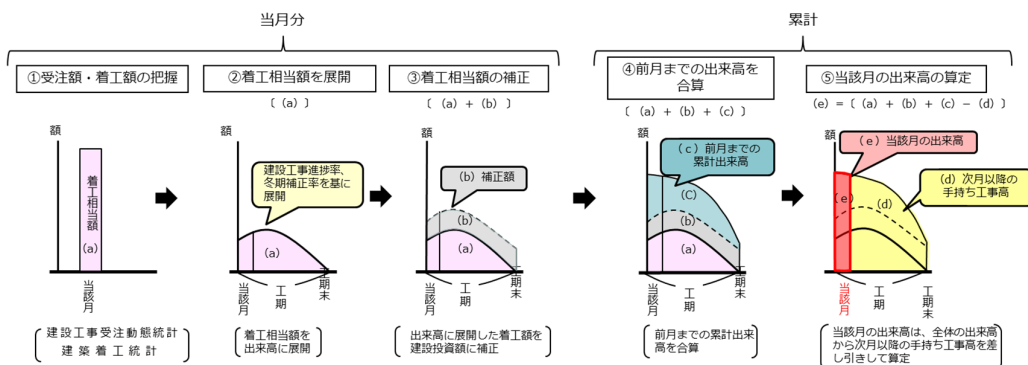 当月分
累計
①受注額・着工額の把握
②着工相当額を展開
〔（a）〕
③着工相当額の補正
〔 （a）+（b） 〕
④前月までの出来高を
合算
〔 （a）+（b）+（c）〕
⑤当該月の出来高の算定
（e）=〔（a）+（b）+（c）-（d）〕
額
着工相当額
（a）
当該月
建設工事受注動態統計
建築着工統計
額
建設工事進捗率、
冬期補正率を基に
展開
（a）
当該月
工期
工期末
着工相当額を
出来高に展開
額
（b）補正額
（b）
（a）
当該月
工期
工期末
出来高に展開した着工額を
建設投資額に補正
額
（c）前月までの
累計出来高
（C）
（b）
（a）
当該月
工期
工期末
前月までの累計出来
高を合算
額
（e）当該月の出来高
（d）次月以降の
手持ち工事高
（e）
（d）
当該月
工期
工期末
当該月の出来高は、全体の出来高
から次月以降の手持ち工事高を差
し引きして算定